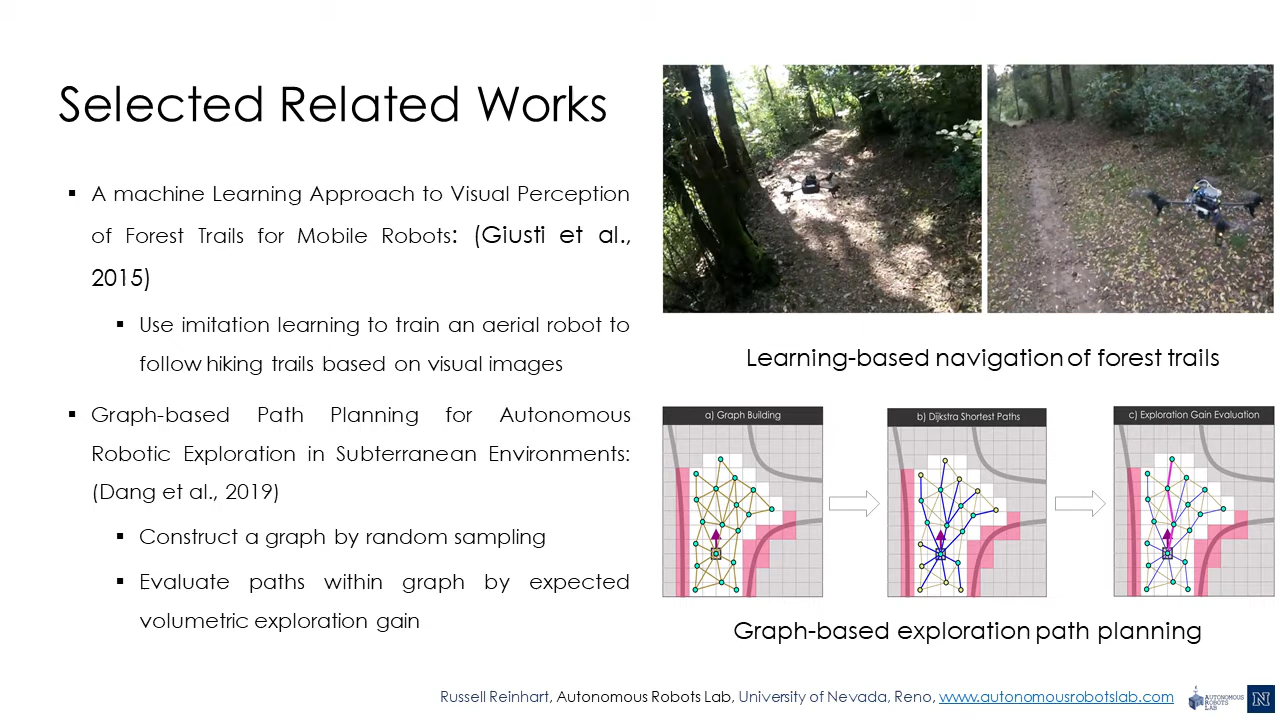 Selected Related Works
▪ A machine Learning Approach to Visual Perception
of Forest Trails for Mobile Robots: (Giusti et al.,
2015)
▪ Use imitation learning to train an aerial robot to
follow hiking trails based on visual images
▪ Graph-based Path Planning for Autonomous
Robotic Exploration in Subterranean Environments:
(Dang et al., 2019)
▪ Construct a graph by random sampling
▪ Evaluate paths within graph by expected
volumetric exploration gain
Learning-based navigation of forest trails
a) Graph Building
b) Dijkstra Shortest Paths
c) Exploration Gain Evaluation
Graph-based exploration path planning
Russell Reinhart, Autonomous Robots Lab, University of Nevada, Reno, www.autonomousrobotslab.com
AUTONOMOUS
ROBOTS
LAB
N